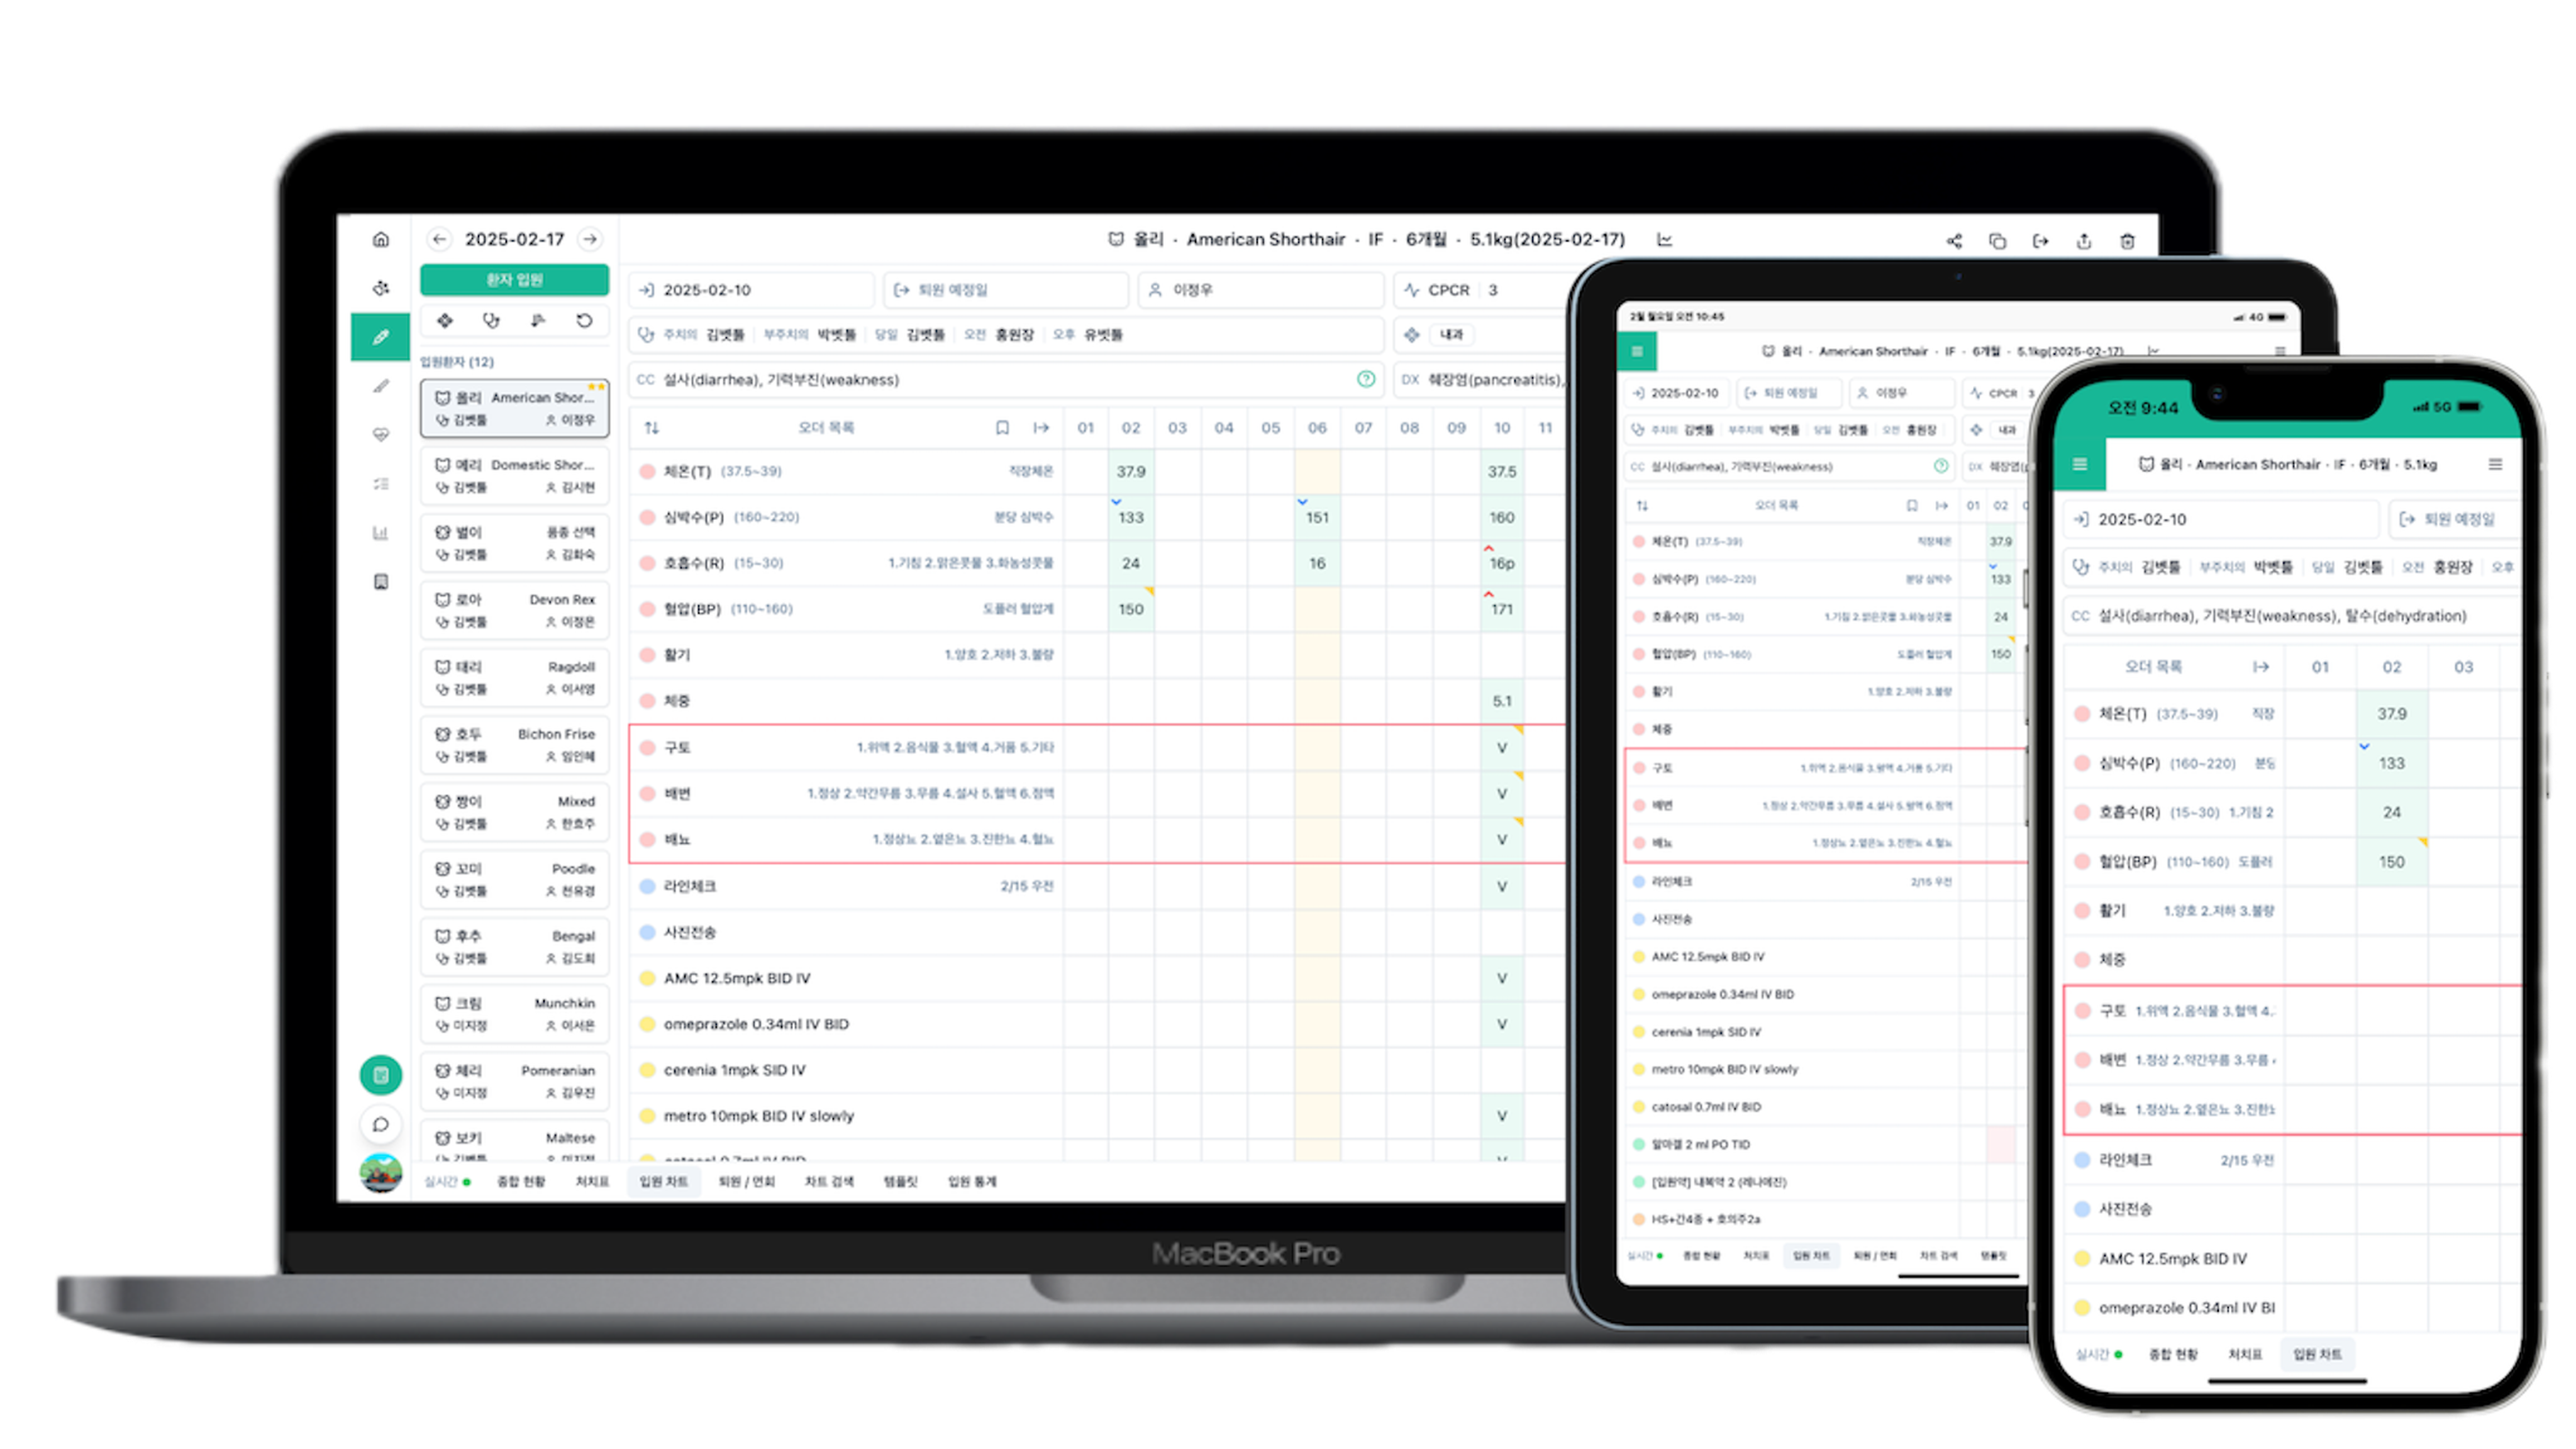 2025-02-17
올리 · American Shorthair · IF · 6개월 · 5.1kg(2025-02-17)
환자 입원
입원환자 (12)
올리 American Shor...
김벳틀 이정우
메리 Domestic Shor...
김벳틀 김시현
별이 품종 선택
김벳틀 김화숙
로아 Devon Rex
김벳틀 이정은
태리 Ragdoll
김벳틀 이서영
호두 Bichon Frise
김벳틀 임인혜
짱이 Mixed
김벳틀 한효주
꼬미 Poodle
김벳틀 천유경
후추 Bengal
김벳틀 김도희
크림 Munchkin
미지정 이서은
체리 Pomeranian
미지정 김우진
보키 Maltese
2025-02-10 퇴원 예정일 이정우 CPCR 3
주치의 김벳틀 부주치의 박벳틀 당일 김벳틀 오전 홍원장 오후 유벳틀 내과
CC 설사(diarrhea), 기력부진(weakness) DX 췌장염(pancreatitis),
오더 목록 01 02 03 04 05 06 07 08 09 10 11
체온(T) (37.5~39) 직장체온 37.9 37.5
심박수(P) (160~220) 분당 심박수 133 151 160
호흡수(R) (15~30) 1.기침 2.맑은콧물 3.화농성콧물 24 16 16p
혈압(BP) (110~160) 도플러 혈압계 150 171
활기 1.양호 2.저하 3.불량
체중 5.1
구토 1.위액 2.음식물 3.혈액 4.거품 5.기타 V
배변 1.정상 2.약간무름 3.무름 4.설사 5.혈액 6.점액 V
배뇨 1.정상뇨 2.옅은뇨 3.진한뇨 4.혈뇨 V
라인체크 2/15 우전 V
사진전송
AMC 12.5mpk BID IV V
omeprazole 0.34ml IV BID V
cerenia 1mpk SID IV
metro 10mpk BID IV slowly V
실시간 종합 현황 처치표 입원 차트 퇴원 / 면회 차트 검색 템플릿 입원 통계
MacBook Pro
2월 월요일 오전 10:45 4G
올리 · American Shorthair · IF · 6개월 · 5.1kg(2025-02-17)
2025-02-10 퇴원 예정일 이정우 CPCR 3
주치의 김벳틀 부주치의 박벳틀 당일 김벳틀 오전 홍원장 내과
CC 설사(diarrhea), 기력부진(weakness) DX 췌장염(p
오더 목록 01 02
체온(T) (37.5~39) 직장체온 37.9
심박수(P) (160~220) 분당 심박수 133
호흡수(R) (15~30) 1.기침 2.맑은콧물 3.화농성콧물 24
혈압(BP) (110~160) 도플러 혈압계 150
활기 1.양호 2.저하 3.불량
체중
구토 1.위액 2.음식물 3.혈액 4.거품 5.기타
배변 1.정상 2.약간무름 3.무름 4.설사 5.혈액 6.점액
배뇨 1.정상뇨 2.옅은뇨 3.진한뇨 4.혈뇨
라인체크 2/15 우전
사진전송
AMC 12.5mpk BID IV
omeprazole 0.34ml IV BID
cerenia 1mpk SID IV
metro 10mpk BID IV slowly
catosal 0.7ml IV BID
알마겔 2 ml PO TID
[입원약] 내복약 2 (레나메진)
HS+간4종 + 호의주2a
실시간 종합 현황 처치표 입원 차트 퇴원 / 면회 차트 검색 템플릿
오전 9:44 5G
올리 · American Shorthair · IF · 6개월 · 5.1kg
2025-02-10 퇴원 예정일
주치의 김벳틀 부주치의 박벳틀 당일 김벳틀 오전 홍원장 오후
CC 설사(diarrhea), 기력부진(weakness), 탈수(dehydration)
오더 목록 01 02 03
체온(T) (37.5~39) 직장 37.9
심박수(P) (160~220) 133
호흡수(R) (15~30) 1.기침 2 24
혈압(BP) (110~160) 도플러 150
활기 1.양호 2.저하 3.불량
체중
구토 1.위액 2.음식물 3.혈액 4.
배변 1.정상 2.약간무름 3.무름
배뇨 1.정상뇨 2.옅은뇨 3.진한뇨
라인체크 2/15 우전
사진전송
AMC 12.5mpk BID IV
omeprazole 0.34ml IV BI
실시간 종합 현황 처치표 입원 차트